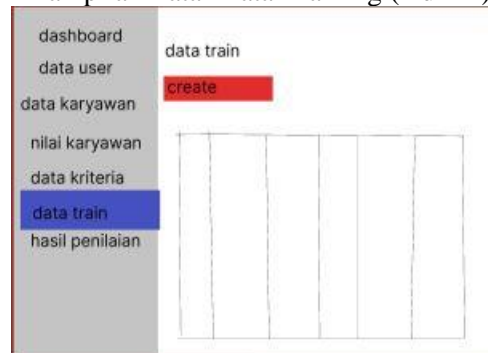 dashboard
data user
data karyawan
nilai karyawan
data kriteria
data train
hasil penilaian
data train
create